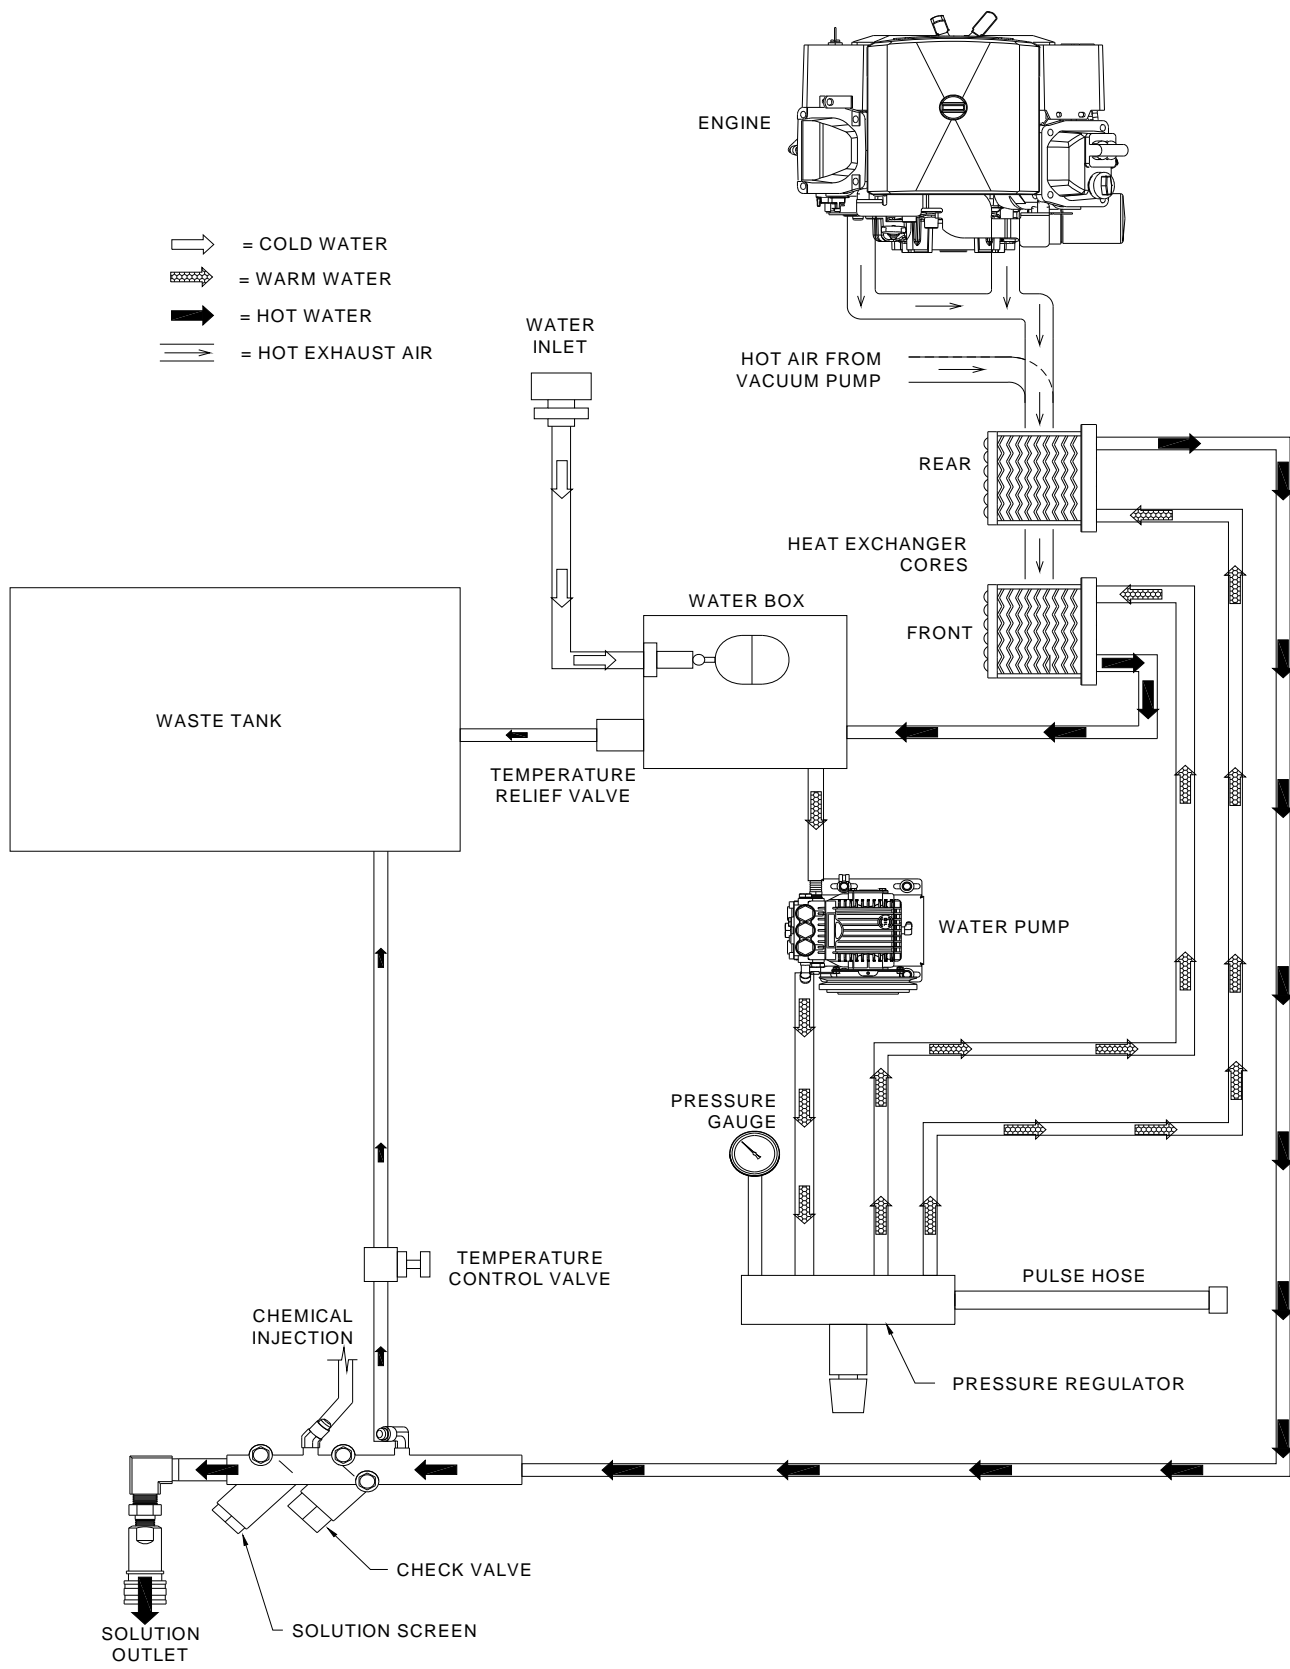 ENGINE
= COLD WATER
= WARM WATER
= HOT WATER
= HOT EXHAUST AIR
WATER
INLET
HOT AIR FROM
VACUUM PUMP
REAR
HEAT EXCHANGER
CORES
WATER BOX
FRONT
WASTE TANK
TEMPERATURE
RELIEF VALVE
WATER PUMP
PRESSURE
GAUGE
TEMPERATURE
CONTROL VALVE
PULSE HOSE
CHEMICAL
INJECTION
PRESSURE REGULATOR
CHECK VALVE
SOLUTION SCREEN
SOLUTION
OUTLET